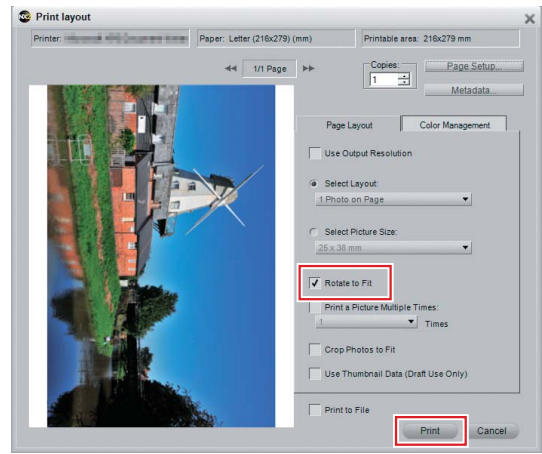 NX2 Print layout
Printer:
Paper: Letter (216x279) (mm)
Printable area: 216x279 mm
1/1 Page
Copies:
1
Page Setup...
Metadata...
Page Layout
Color Management
Use Output Resolution
Select Layout:
1 Photo on Page
Select Picture Size:
25 x 38 mm
Rotate to Fit
Print a Picture Multiple Times:
1
Times
Crop Photos to Fit
Use Thumbnail Data (Draft Use Only)
Print to File
Print
Cancel